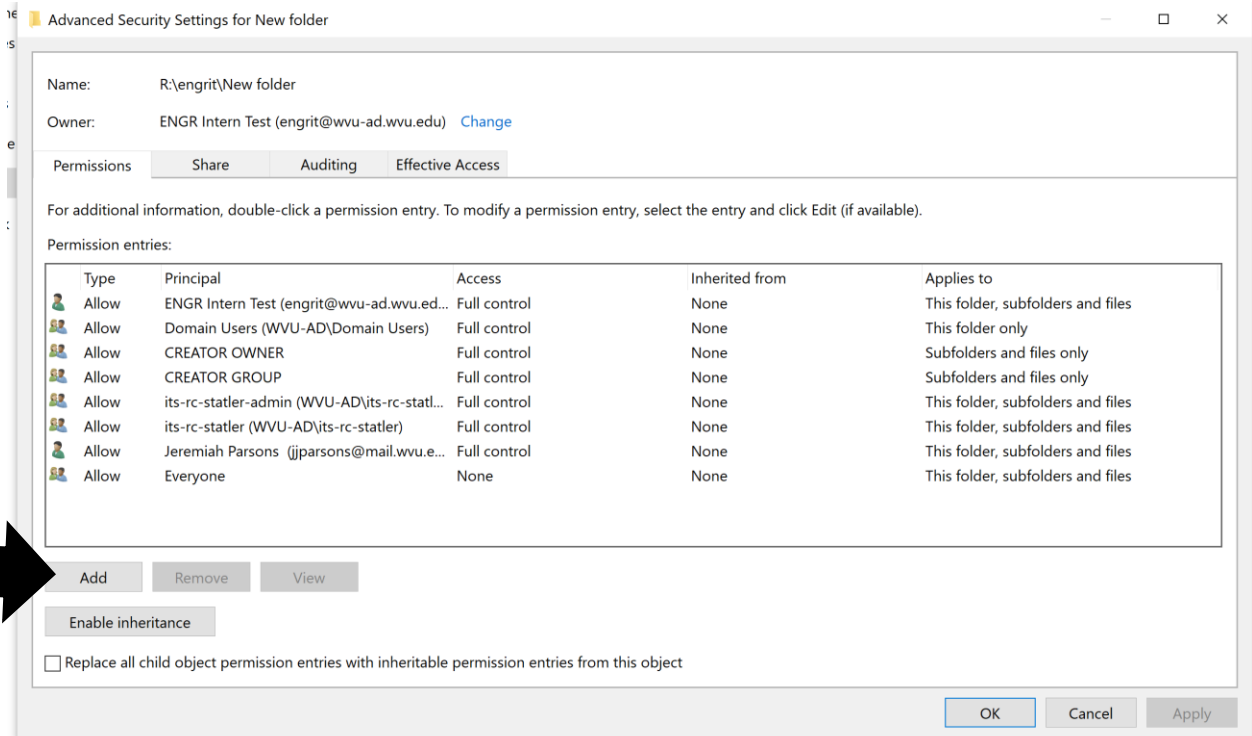 ne
Advanced Security Settings for New folder
es
Name: R:\engrit\New folder
Owner: ENGR Intern Test (engrit@wvu-ad.wvu.edu) Change
e
Permissions Share Auditing Effective Access
For additional information, double-click a permission entry. To modify a permission entry, select the entry and click Edit (if available).
Permission entries:
Type Principal Access Inherited from Applies to
Allow ENGR Intern Test (engrit@wvu-ad.wvu.ed... Full control None This folder, subfolders and files
Allow Domain Users (WVU-AD\Domain Users) Full control None This folder only
Allow CREATOR OWNER Full control None Subfolders and files only
Allow CREATOR GROUP Full control None Subfolders and files only
Allow its-rc-statler-admin (WVU-AD\its-rc-statl... Full control None This folder, subfolders and files
Allow its-rc-statler (WVU-AD\its-rc-statler) Full control None This folder, subfolders and files
Allow Jeremiah Parsons (jjparsons@mail.wvu.e... Full control None This folder, subfolders and files
Allow Everyone None None This folder, subfolders and files
Add Remove View
Enable inheritance
Replace all child object permission entries with inheritable permission entries from this object
OK Cancel Apply